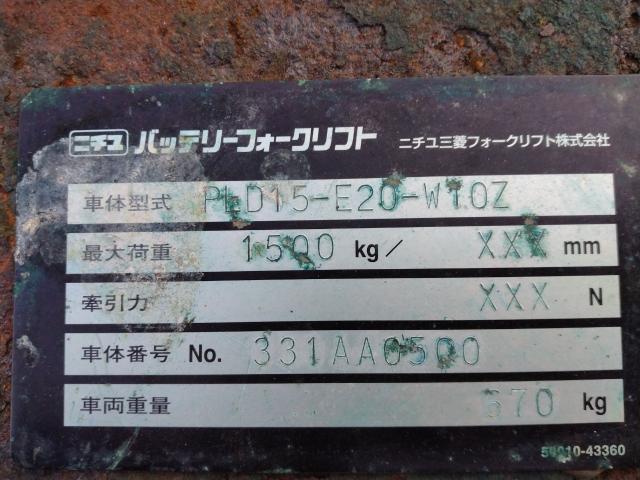 ニチユ バッテリーフォークリフト ニチユ三菱フォークリフト株式会社
車体型式 PLD15-E20-W10Z
最大荷重 1500 kg/ XXX mm
牽引力 XXX N
車体番号 No. 331AA0500
車両重量 670 kg
54010-43360